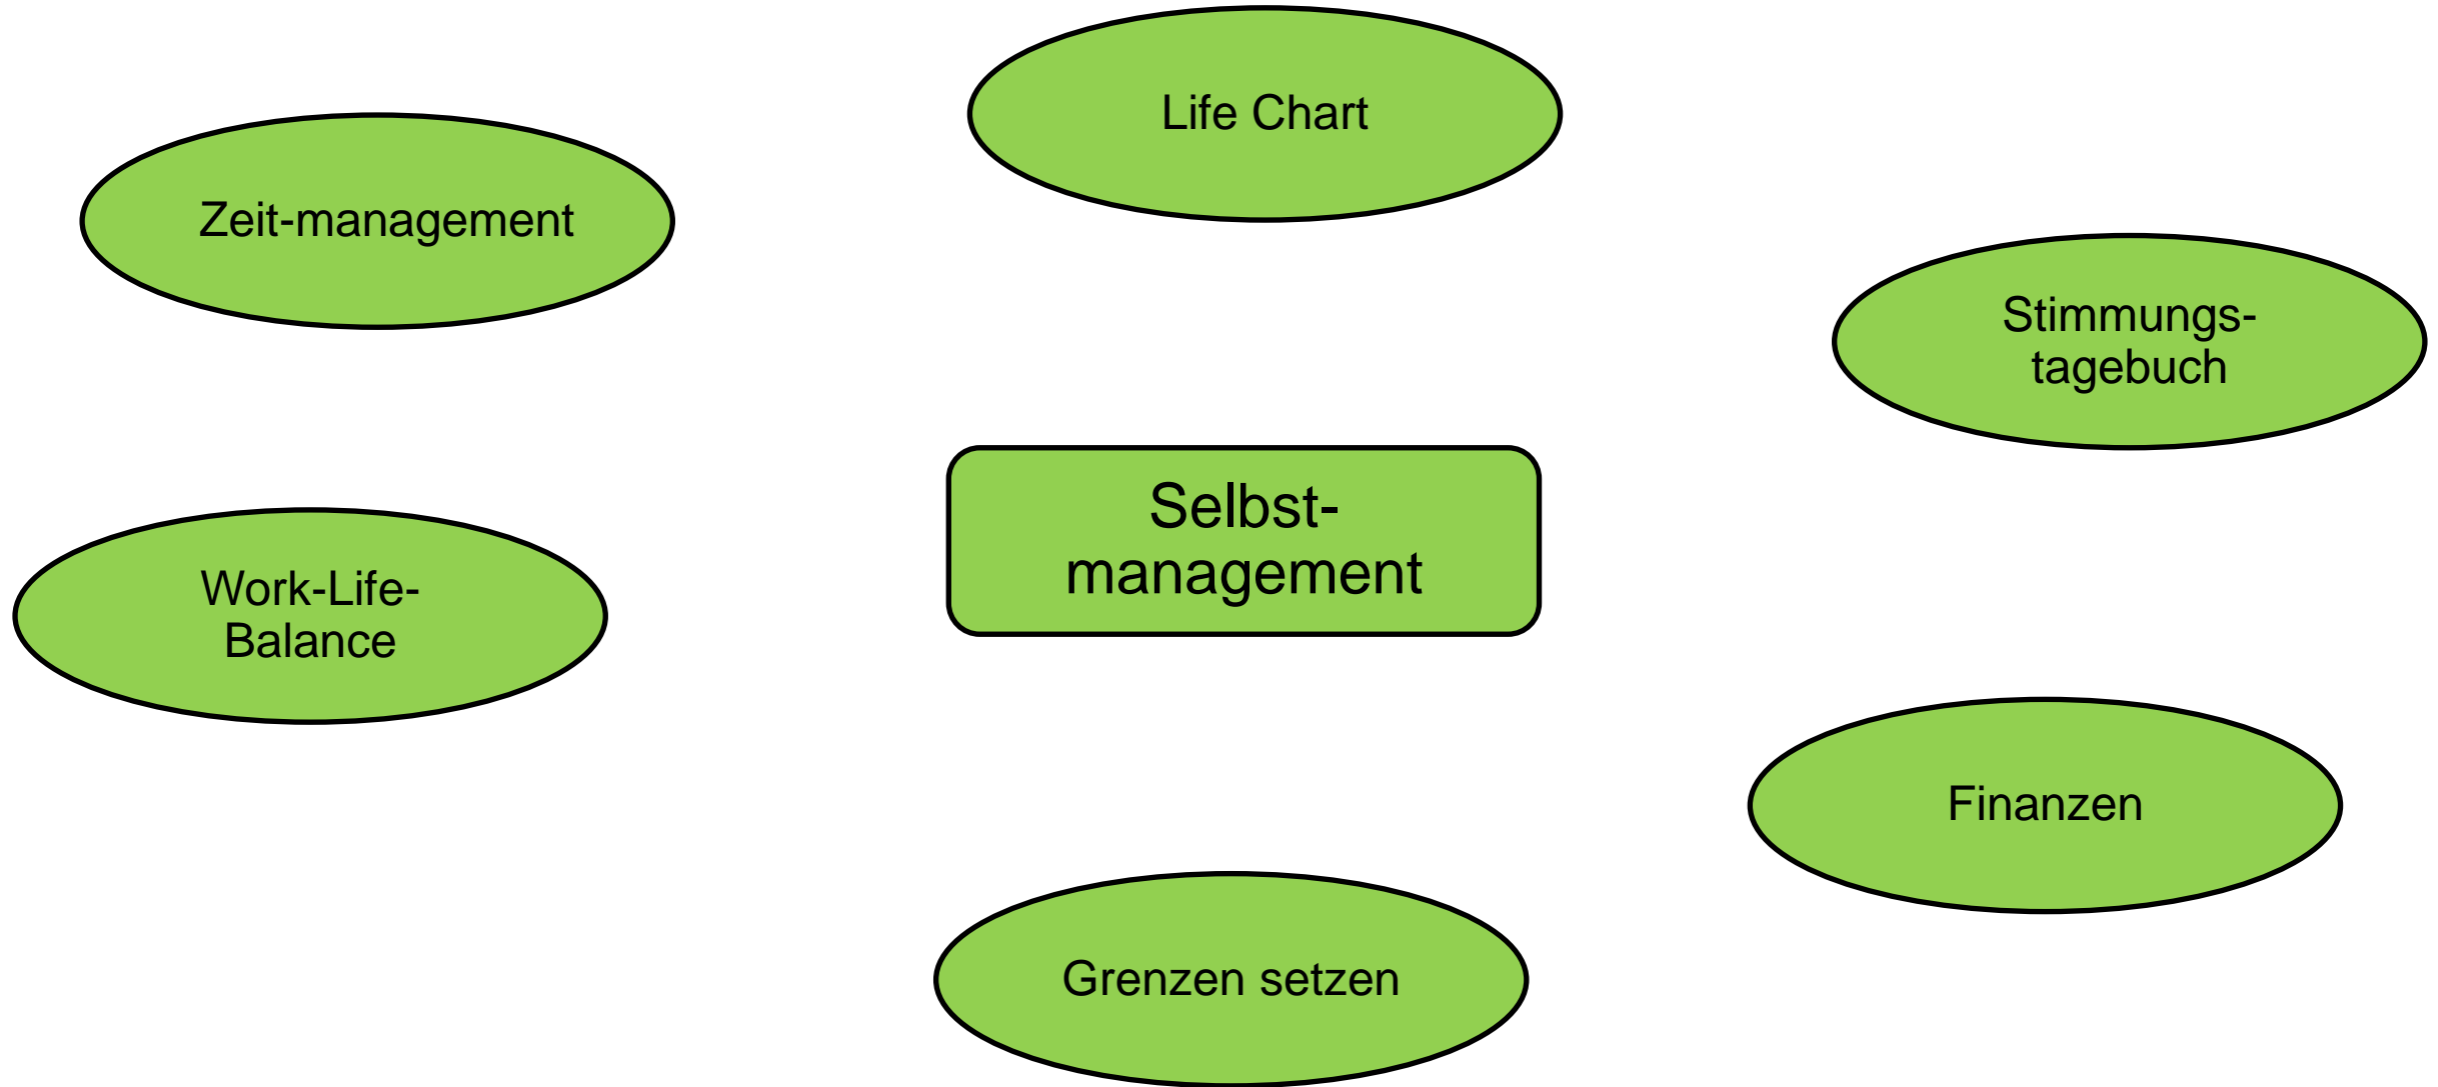 Life Chart
Zeit-management
Stimmungs-
tagebuch
Selbst-
management
Work-Life-
Balance
Finanzen
Grenzen setzen